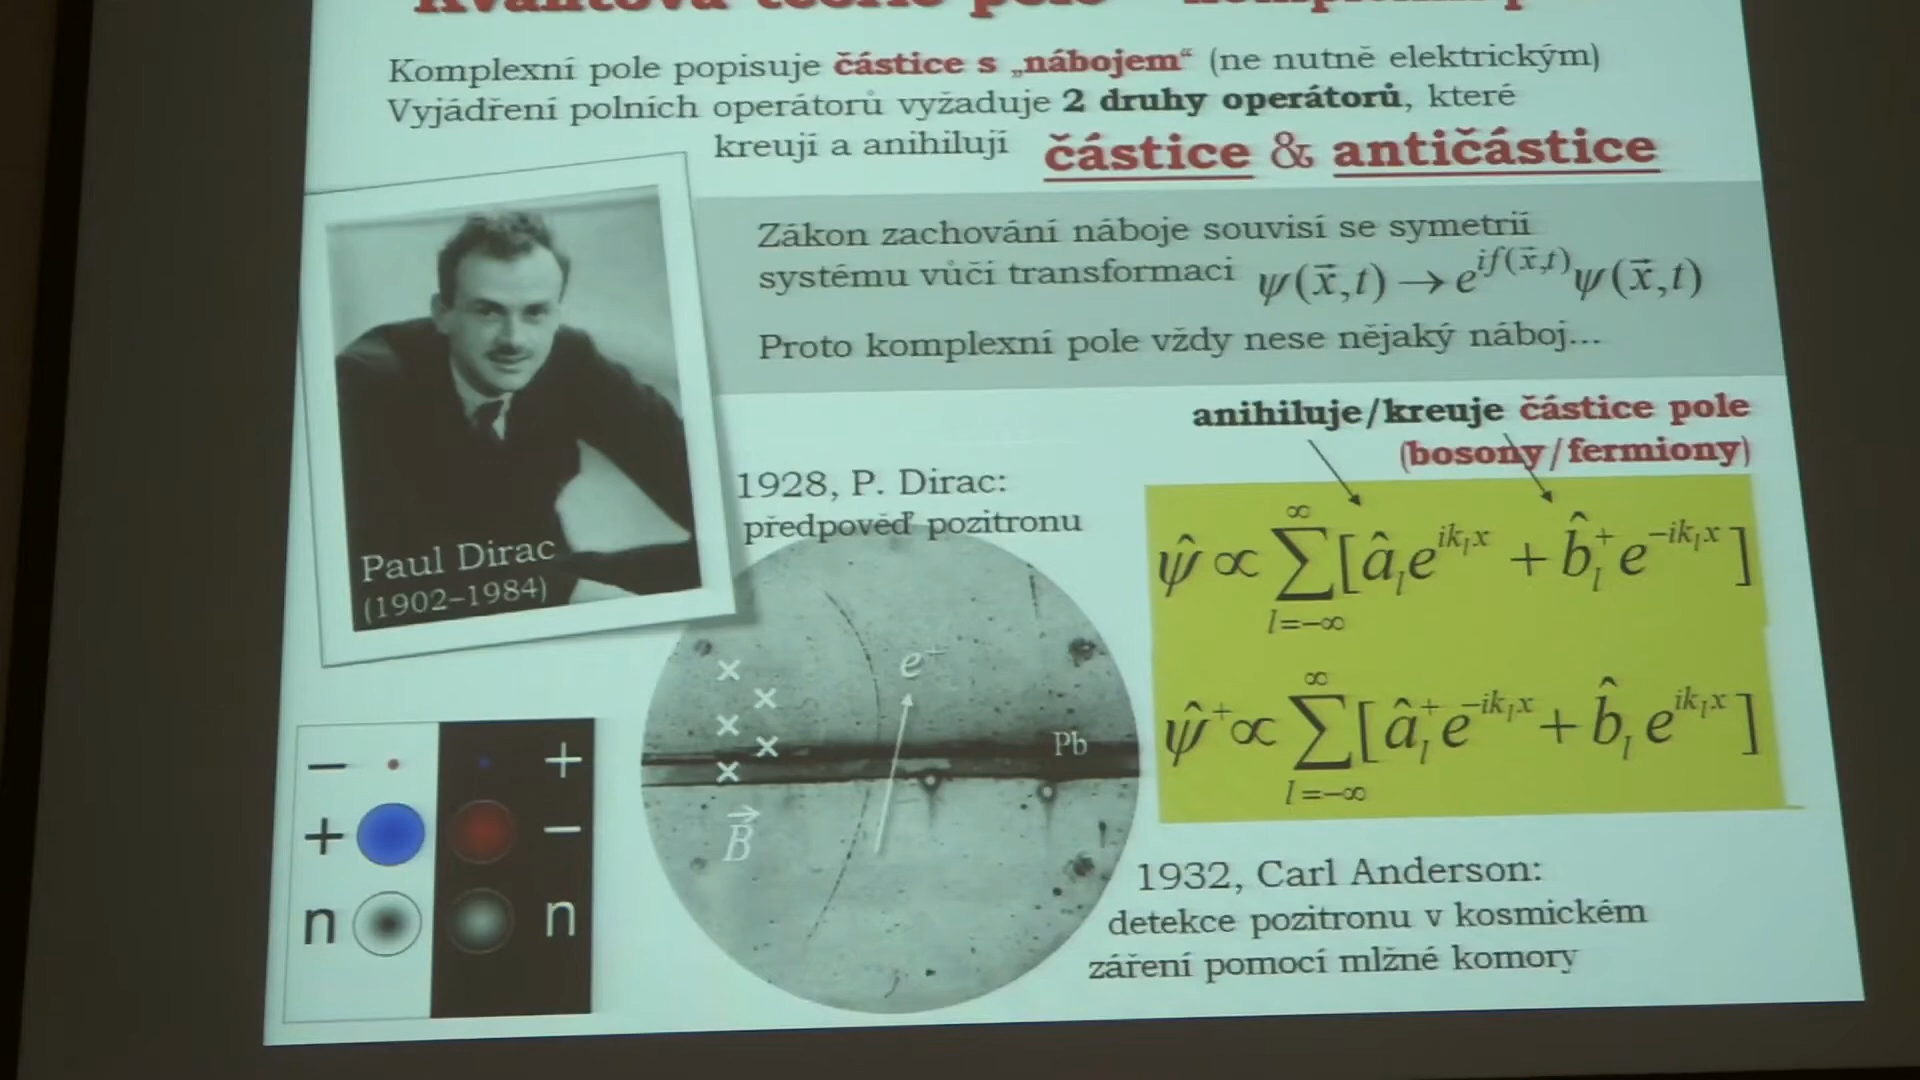 Kvantová teorie pole
Komplexní pole popisuje částice s „nábojem“ (ne nutně elektrickým)
Vyjádření polních operátorů vyžaduje 2 druhy operátorů, které
kreují a anihilují částice & antičástice
Zákon zachování náboje souvisí se symetrií
systému vůči transformaci ψ(x⃗,t) → e^{if(x⃗,t)}ψ(x⃗,t)
Proto komplexní pole vždy nese nějaký náboj...
Paul Dirac
(1902–1984)
1928, P. Dirac:
předpověď pozitronu
anihiluje/kreuje částice pole
(bosony/fermiony)
ψ̂ ∝ ∑_{l=-∞}^{∞} [â_l e^{ik_l x} + b̂_l^+ e^{-ik_l x}]
ψ̂^+ ∝ ∑_{l=-∞}^{∞} [â_l^+ e^{-ik_l x} + b̂_l e^{ik_l x}]
e⁺
Pb
× × × × ×
B⃗
− +
+ −
n n
1932, Carl Anderson:
detekce pozitronu v kosmickém
záření pomocí mlžné komory